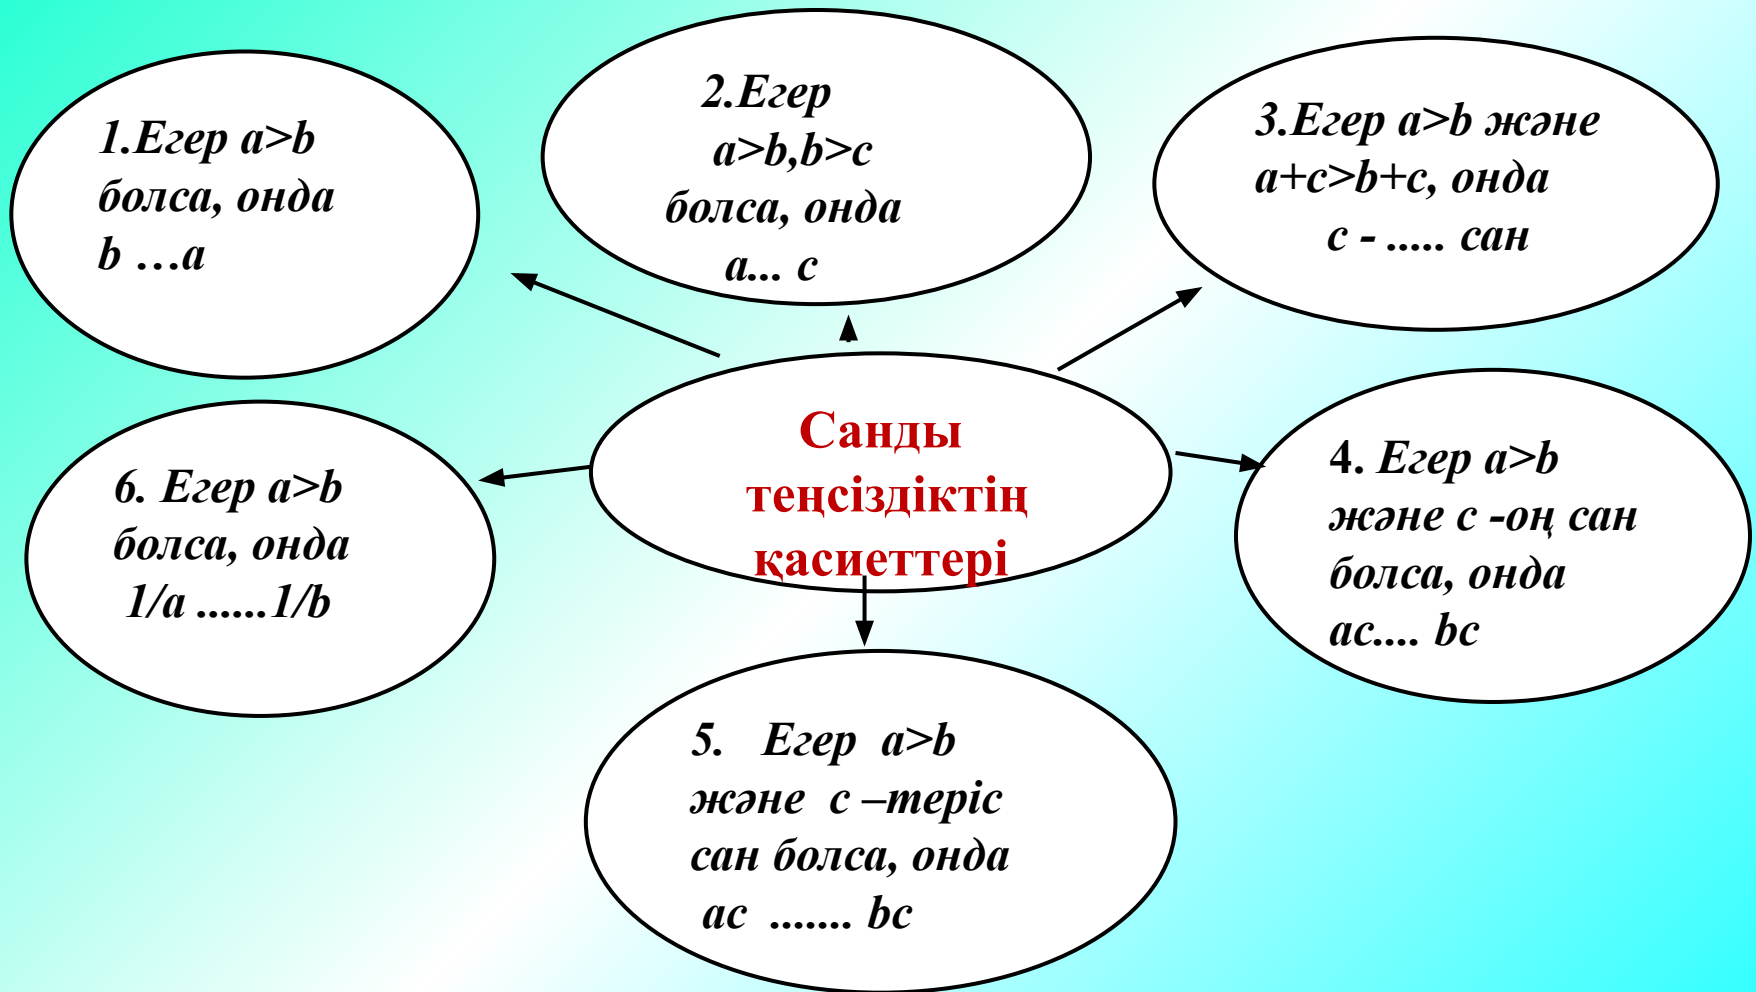 1.Егер a>b
болса, онда
b ...a
2.Егер
a>b,b>c
болса, онда
a... c
3.Егер a>b және
a+c>b+c, онда
c - ..... сан
Санды
теңсіздіктің
қасиеттері
4. Егер a>b
және c -оң сан
болса, онда
ac.... bc
6. Егер a>b
болса, онда
1/a ......1/b
5. Егер a>b
және c –теріс
сан болса, онда
ac ....... bc